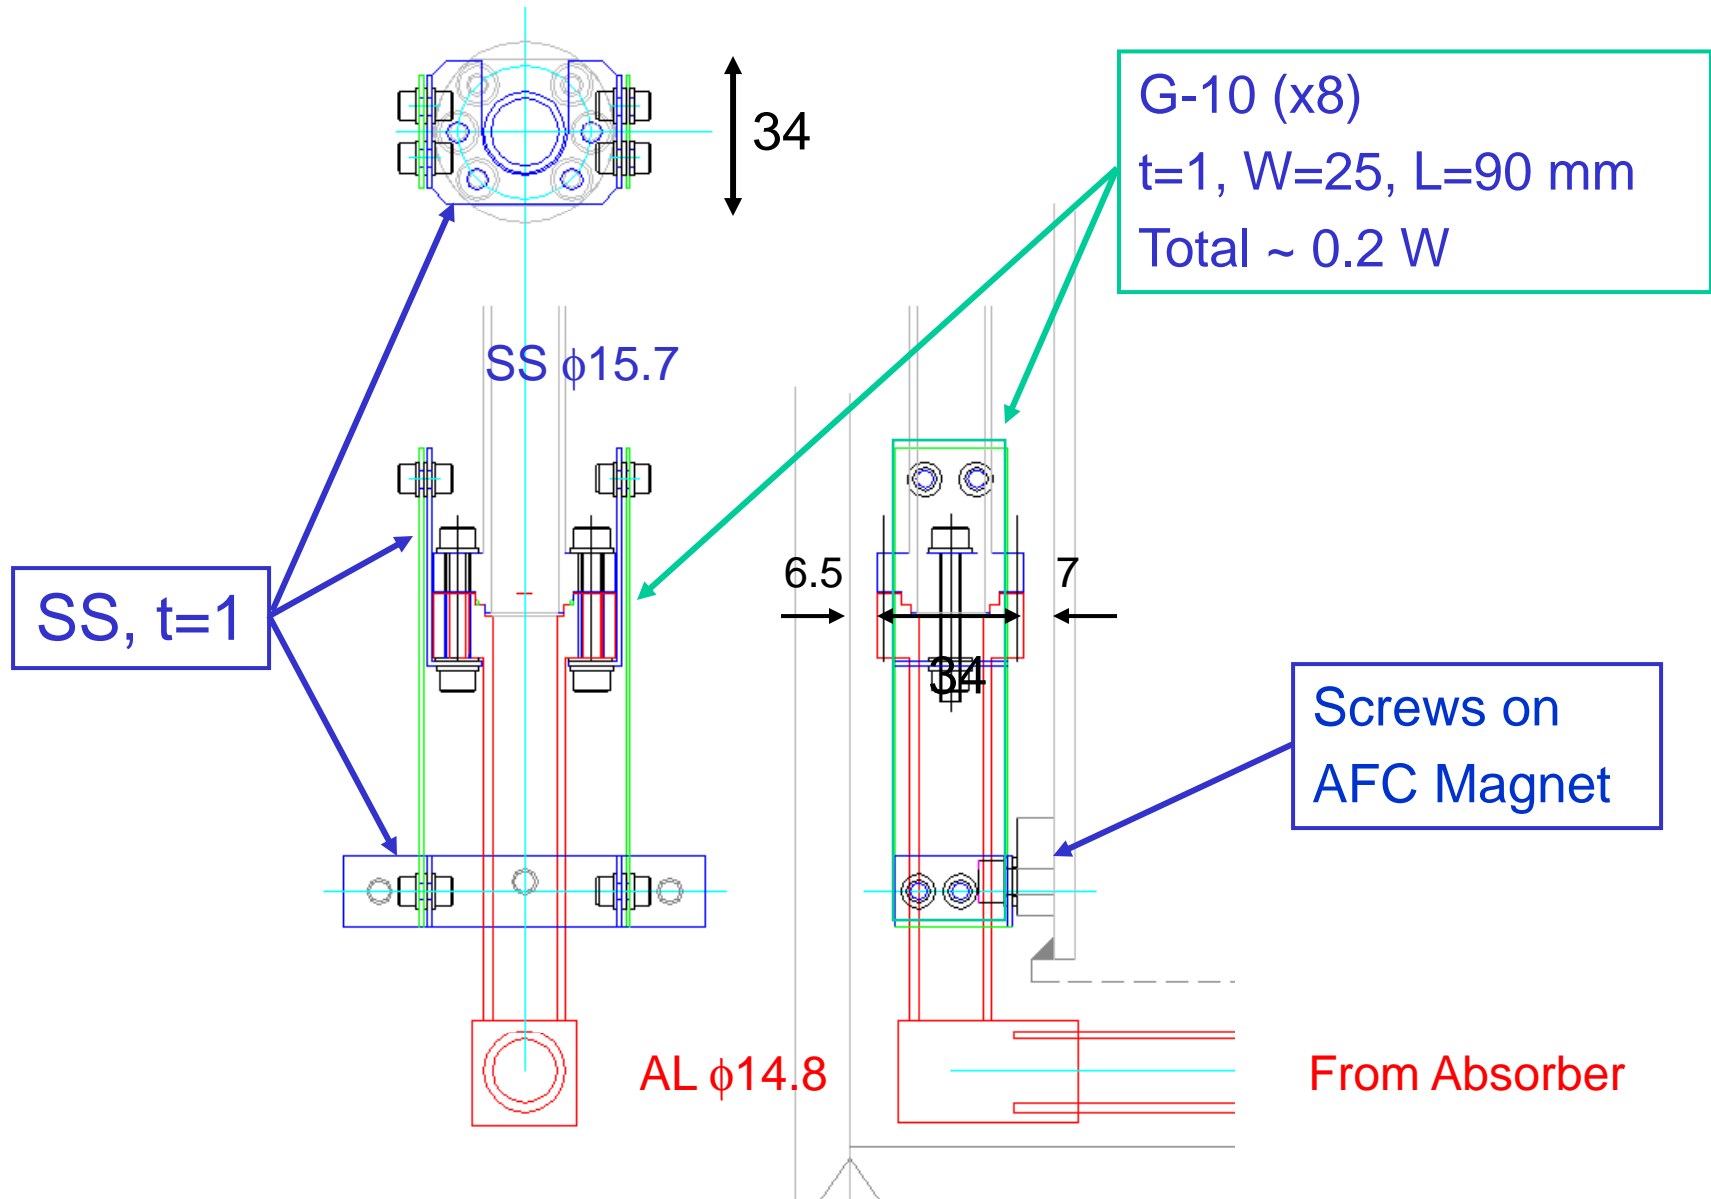 34
G-10 (x8)
t=1, W=25, L=90 mm
Total ~ 0.2 W
SS ϕ15.7
6.5
7
SS, t=1
34
Screws on
AFC Magnet
AL ϕ14.8
From Absorber